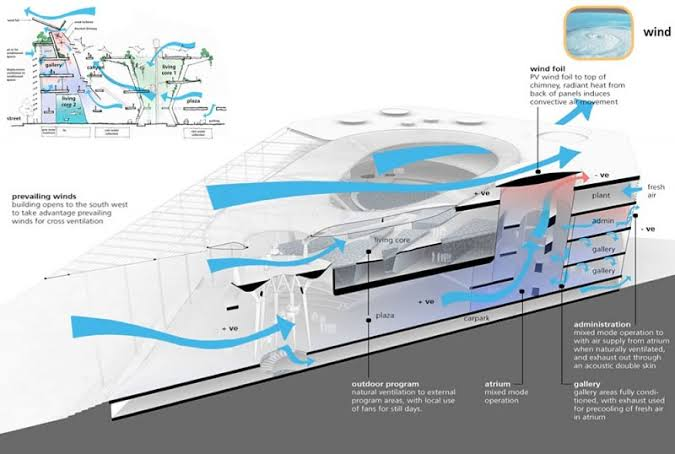 wind
wind foil
PV wind foil to top of
chimney, radiant heat from
back of panels induces
convective air movement
wind foil
wind turbine
gallery
canyon
living
core 1
living
core 2
plaza
street
prevailing winds
building opens to the south west
to take advantage prevailing
winds for cross ventilation
- ve
+ ve
plant
fresh
air
admin
- ve
living core
gallery
gallery
+ ve
plaza
+ ve
carpark
administration
mixed mode operation to
with air supply from atrium
when naturally ventilated,
and exhaust out through
an acoustic double skin
outdoor program
natural ventilation to external
program areas, with local use
of fans for still days.
atrium
mixed mode
operation
gallery
gallery areas fully condi-
tioned, with exhaust used
for precooling of fresh air
in atrium